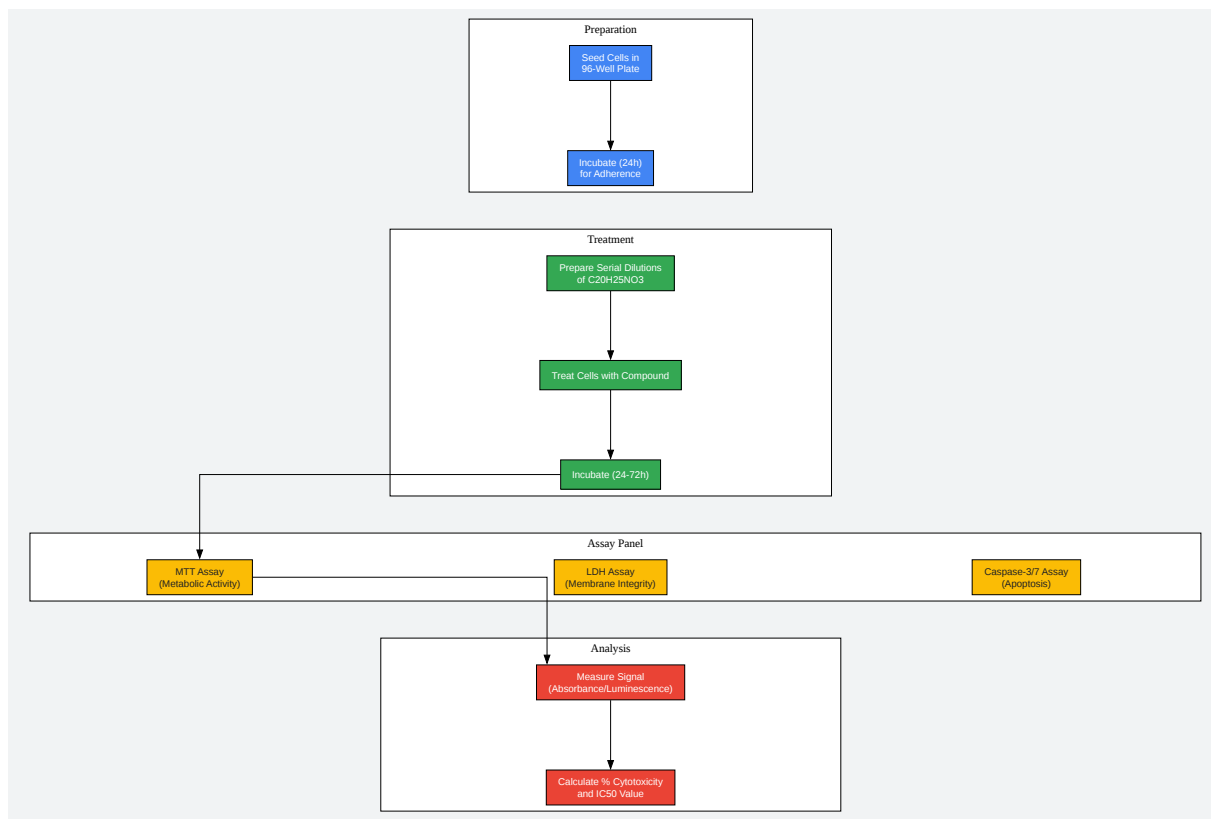 Preparation
Seed Cells in
96-Well Plate
Incubate (24h)
for Adherence
Treatment
Prepare Serial Dilutions
of C20H25NO3
Treat Cells with Compound
Incubate (24-72h)
Assay Panel
MTT Assay
(Metabolic Activity)
LDH Assay
(Membrane Integrity)
Caspase-3/7 Assay
(Apoptosis)
Analysis
Measure Signal
(Absorbance/Luminescence)
Calculate % Cytotoxicity
and IC50 Value